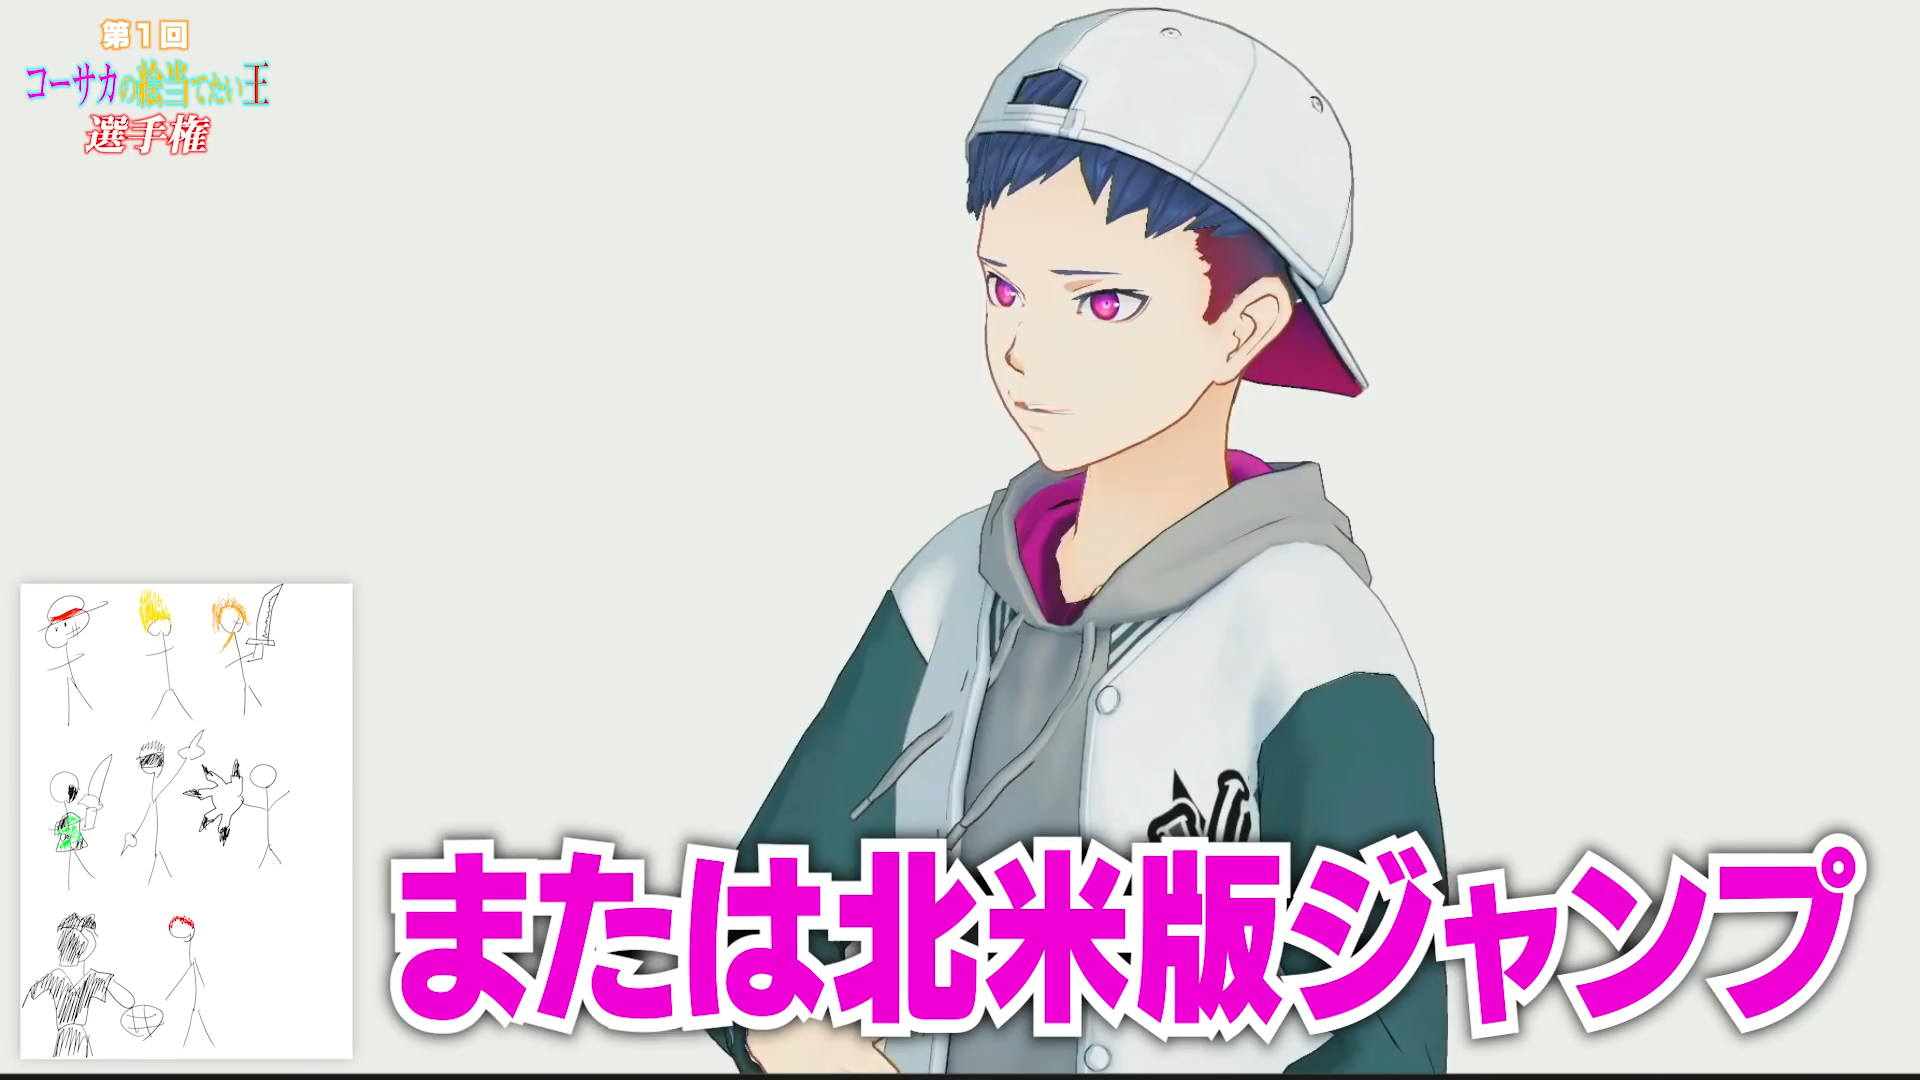 第1回
コーサカの絵当てたい王
選手権
または北米版ジャンプ